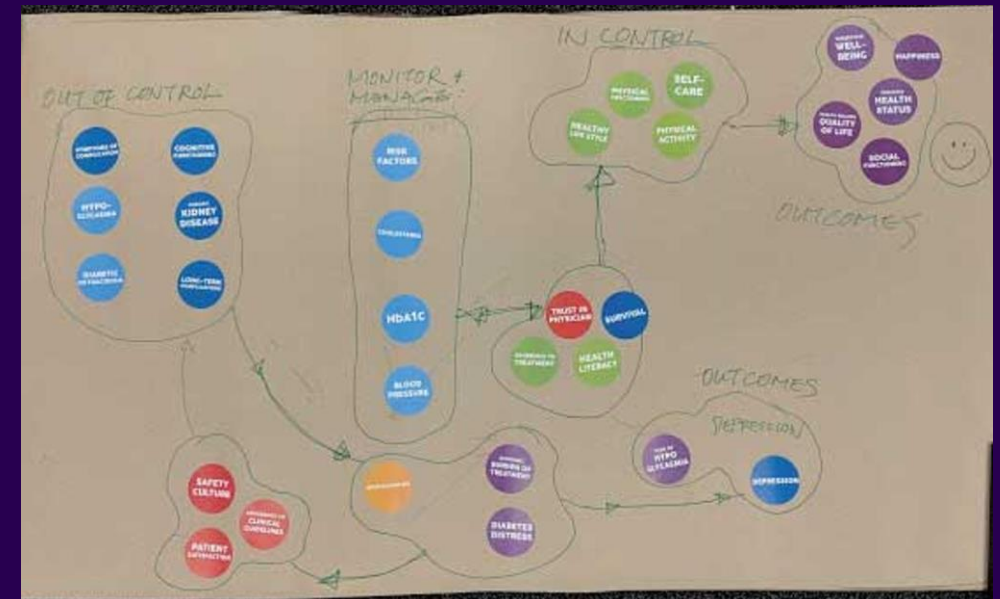 OUT OF CONTROL
COGNITIVE
FUNCTIONING
HYPO-
GLYCAEMIA
KIDNEY
DISEASE
DIABETIC
RETINOPATHY
LONG-TERM
MONITOR +
RISK
FACTORS
CHOLESTEROL
HBA1C
BLOOD
PRESSURE
IN CONTROL
PHYSICAL
FUNCTIONING
SELF-
CARE
HEALTHY
LIFE STYLE
PHYSICAL
ACTIVITY
WELL-
BEING
HAPPINESS
HEALTH
STATUS
QUALITY
OF LIFE
SOCIAL
FUNCTIONING
OUTCOMES
TRUST IN
PHYSICIAN
SURVIVAL
TREATMENT
HEALTH
LITERACY
OUTCOMES
DEPRESSION
FEAR OF
HYPO
GLYCAEMIA
DEPRESSION
BURDEN OF
TREATMENT
DIABETES
DISTRESS
SAFETY
CULTURE
CLINICAL
GUIDELINES
PATIENT
SATISFACTION